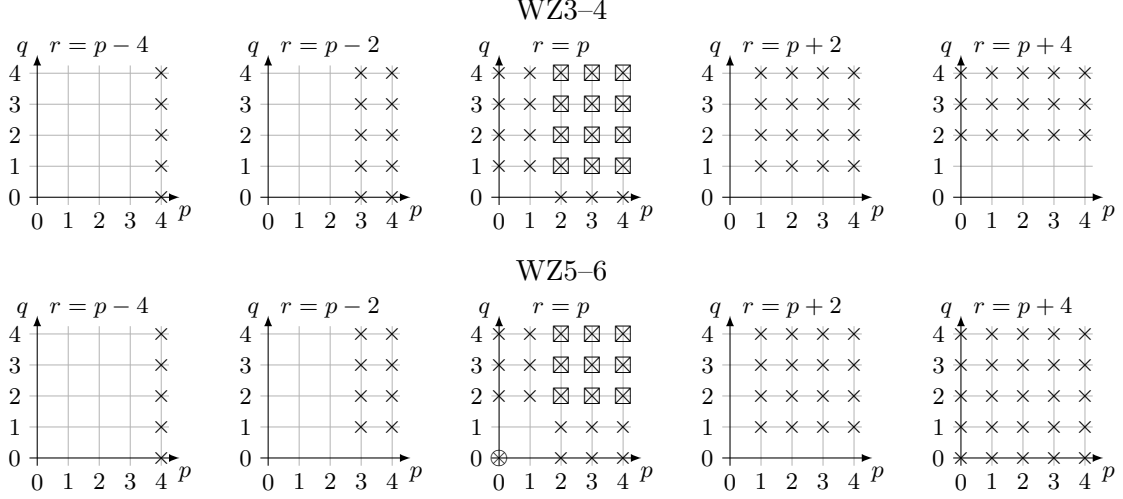 WZ3–4
q r = p − 4 q r = p − 2 q r = p q r = p + 2 q r = p + 4
4 4 4 4 4
3 3 3 3 3
2 2 2 2 2
1 1 1 1 1
0 0 0 0 0
p p p p p
0 1 2 3 4 0 1 2 3 4 0 1 2 3 4 0 1 2 3 4 0 1 2 3 4
WZ5–6
q r = p − 4 q r = p − 2 q r = p q r = p + 2 q r = p + 4
4 4 4 4 4
3 3 3 3 3
2 2 2 2 2
1 1 1 1 1
0 0 0 0 0
p p p p p
0 1 2 3 4 0 1 2 3 4 0 1 2 3 4 0 1 2 3 4 0 1 2 3 4